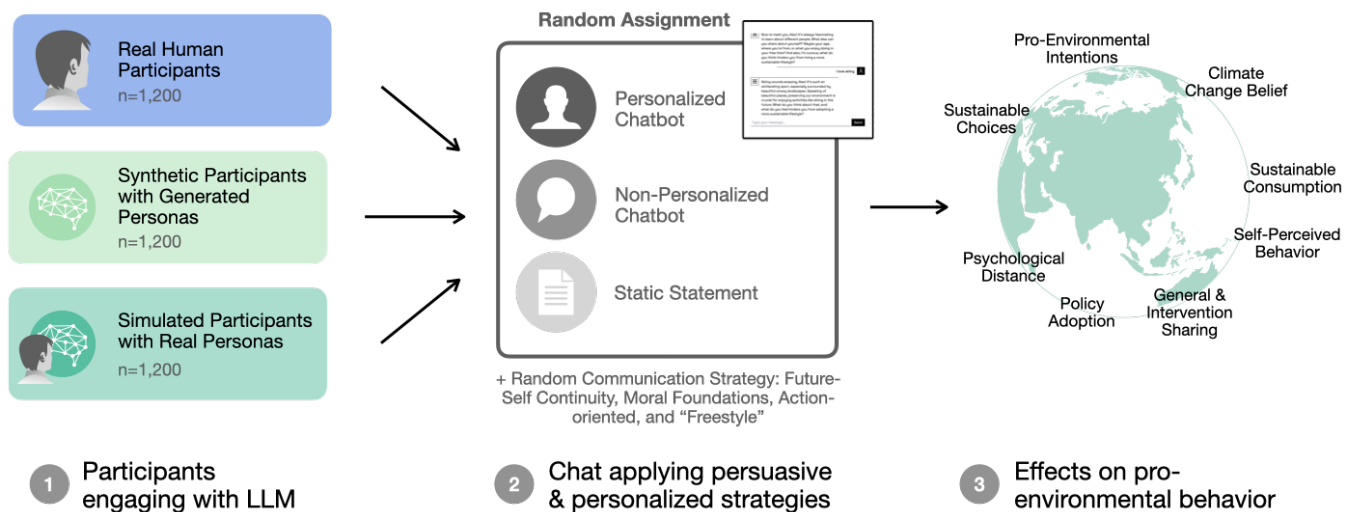 Real Human
Participants
n=1,200
Synthetic Participants
with Generated
Personas
n=1,200
Simulated Participants
with Real Personas
n=1,200
1
Participants
engaging with LLM
Random Assignment
Personalized
Chatbot
Non-Personalized
Chatbot
Static Statement
+ Random Communication Strategy: Future-
Self Continuity, Moral Foundations, Action-
oriented, and “Freestyle”
2
Chat applying persuasive
& personalized strategies
Pro-Environmental
Intentions
Climate
Change Belief
Sustainable
Choices
Sustainable
Consumption
Self-Perceived
Behavior
Psychological
Distance
Policy
Adoption
General &
Intervention
Sharing
3
Effects on pro-
environmental behavior